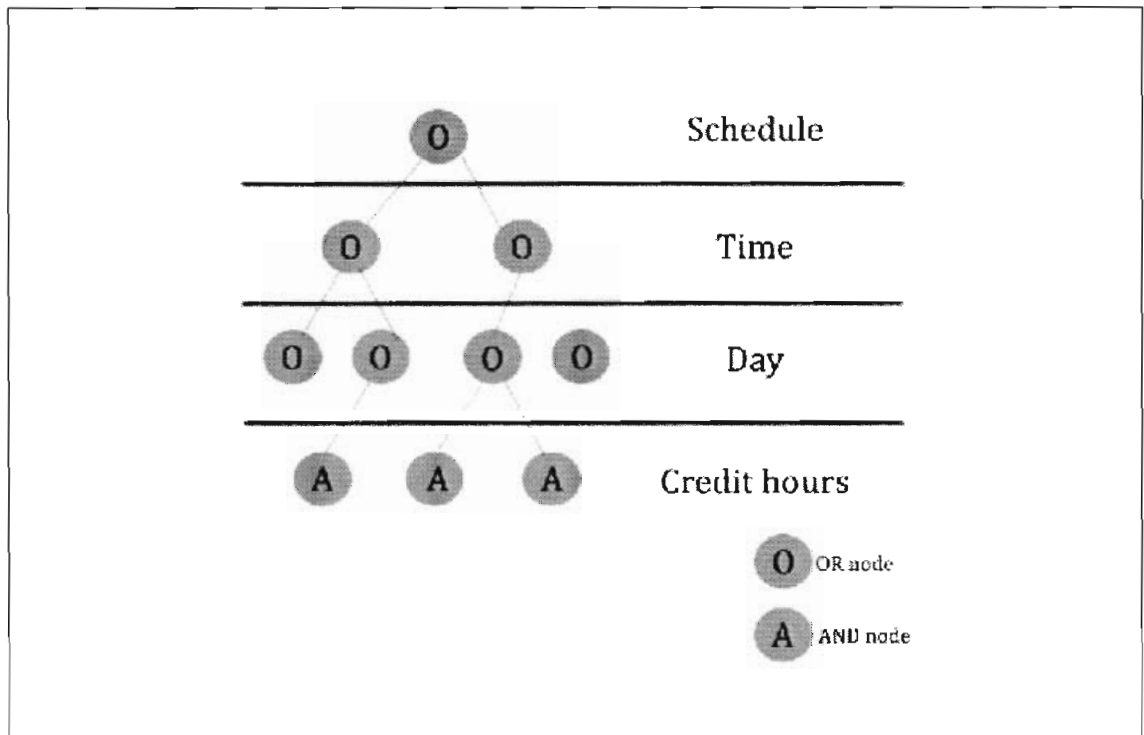 O
Schedule
O O
Time
O O O O
Day
A A A
Credit hours
O OR node
A AND node